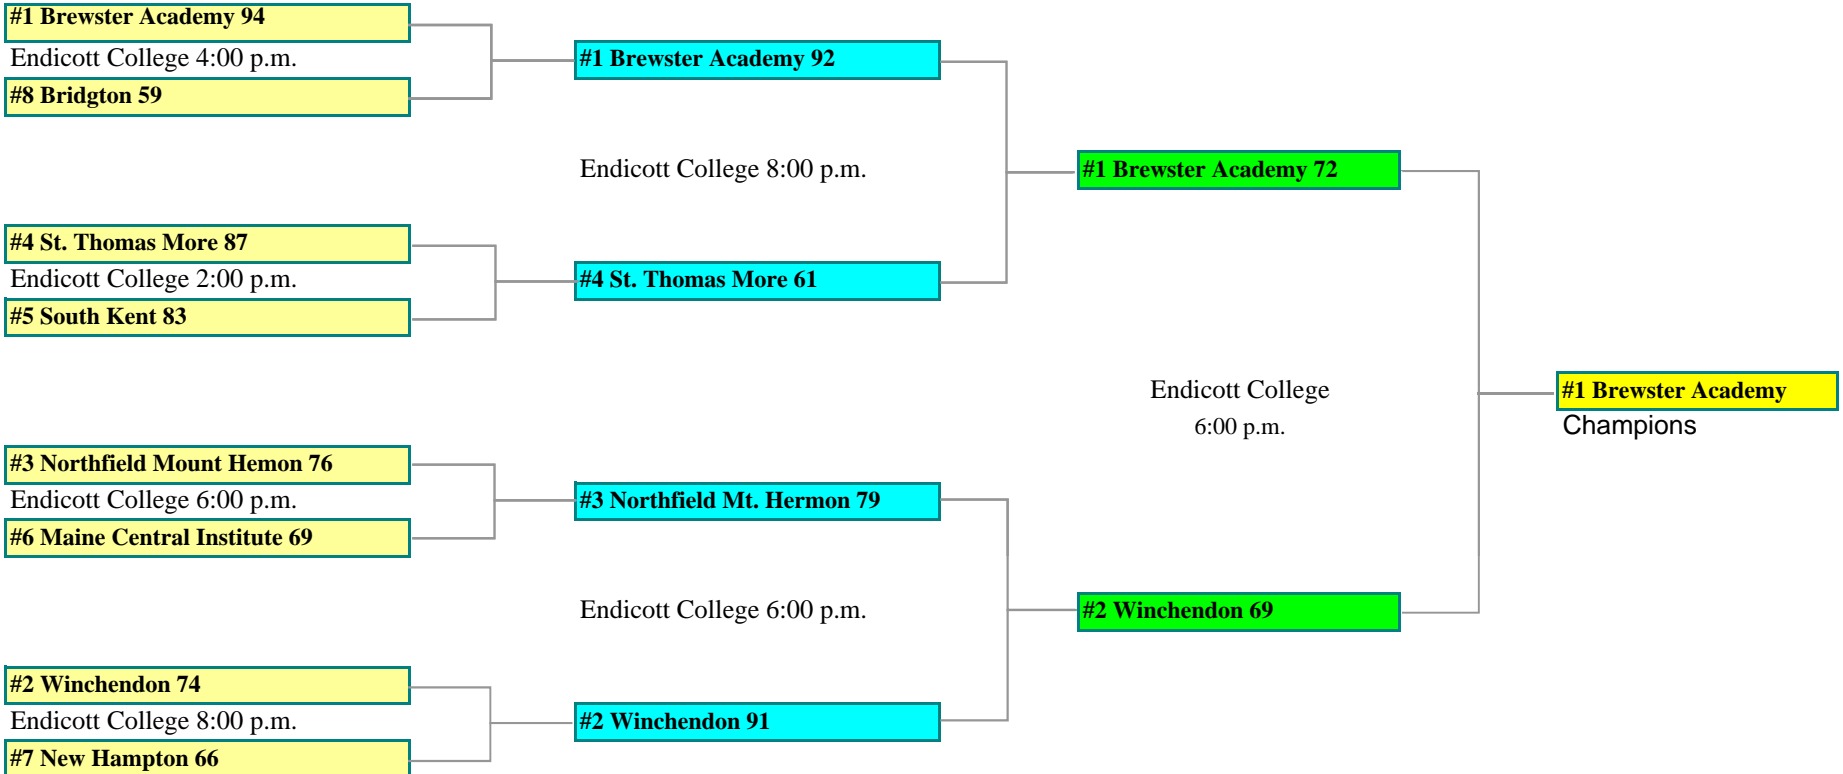 #1 Brewster Academy 94
Endicott College 4:00 p.m.
#8 Bridgton 59
#4 St. Thomas More 87
Endicott College 2:00 p.m.
#5 South Kent 83
#3 Northfield Mount Hemon 76
Endicott College 6:00 p.m.
#6 Maine Central Institute 69
#2 Winchendon 74
Endicott College 8:00 p.m.
#7 New Hampton 66
#1 Brewster Academy 92
Endicott College 8:00 p.m.
#4 St. Thomas More 61
#3 Northfield Mt. Hermon 79
Endicott College 6:00 p.m.
#2 Winchendon 91
#1 Brewster Academy 72
Endicott College
6:00 p.m.
#2 Winchendon 69
#1 Brewster Academy
Champions